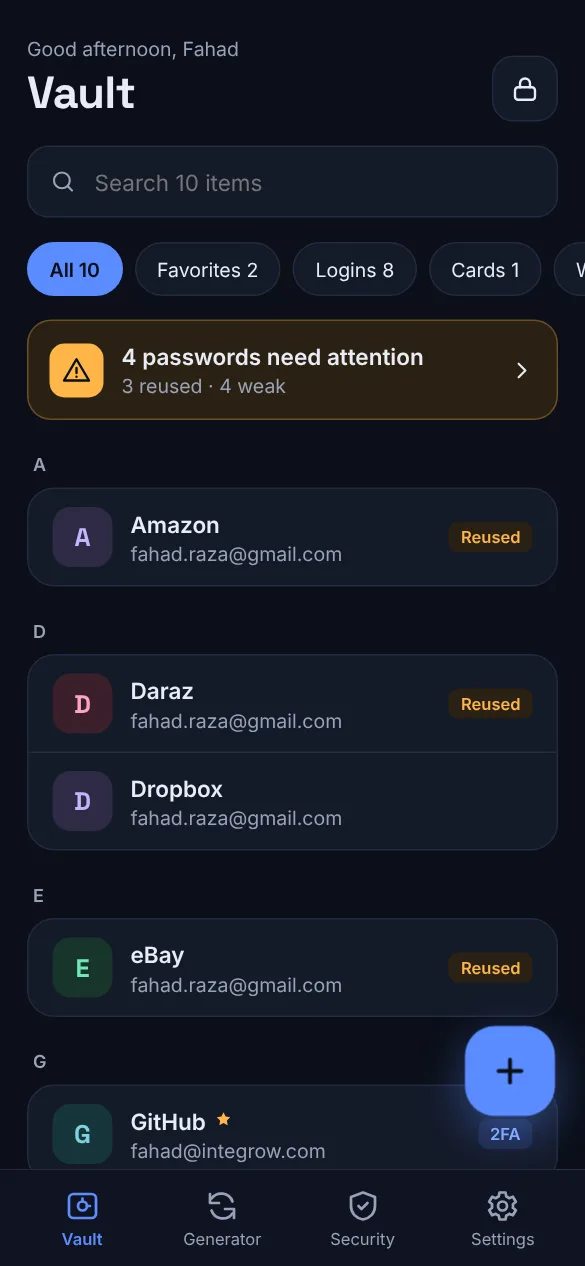 Good afternoon, Fahad
Vault
Search 10 items
All 10
Favorites 2
Logins 8
Cards 1
4 passwords need attention
3 reused · 4 weak
A
A
Amazon
fahad.raza@gmail.com
Reused
D
D
Daraz
fahad.raza@gmail.com
Reused
D
Dropbox
fahad.raza@gmail.com
E
E
eBay
fahad.raza@gmail.com
Reused
G
G
GitHub
fahad@integrow.com
2FA
Vault
Generator
Security
Settings